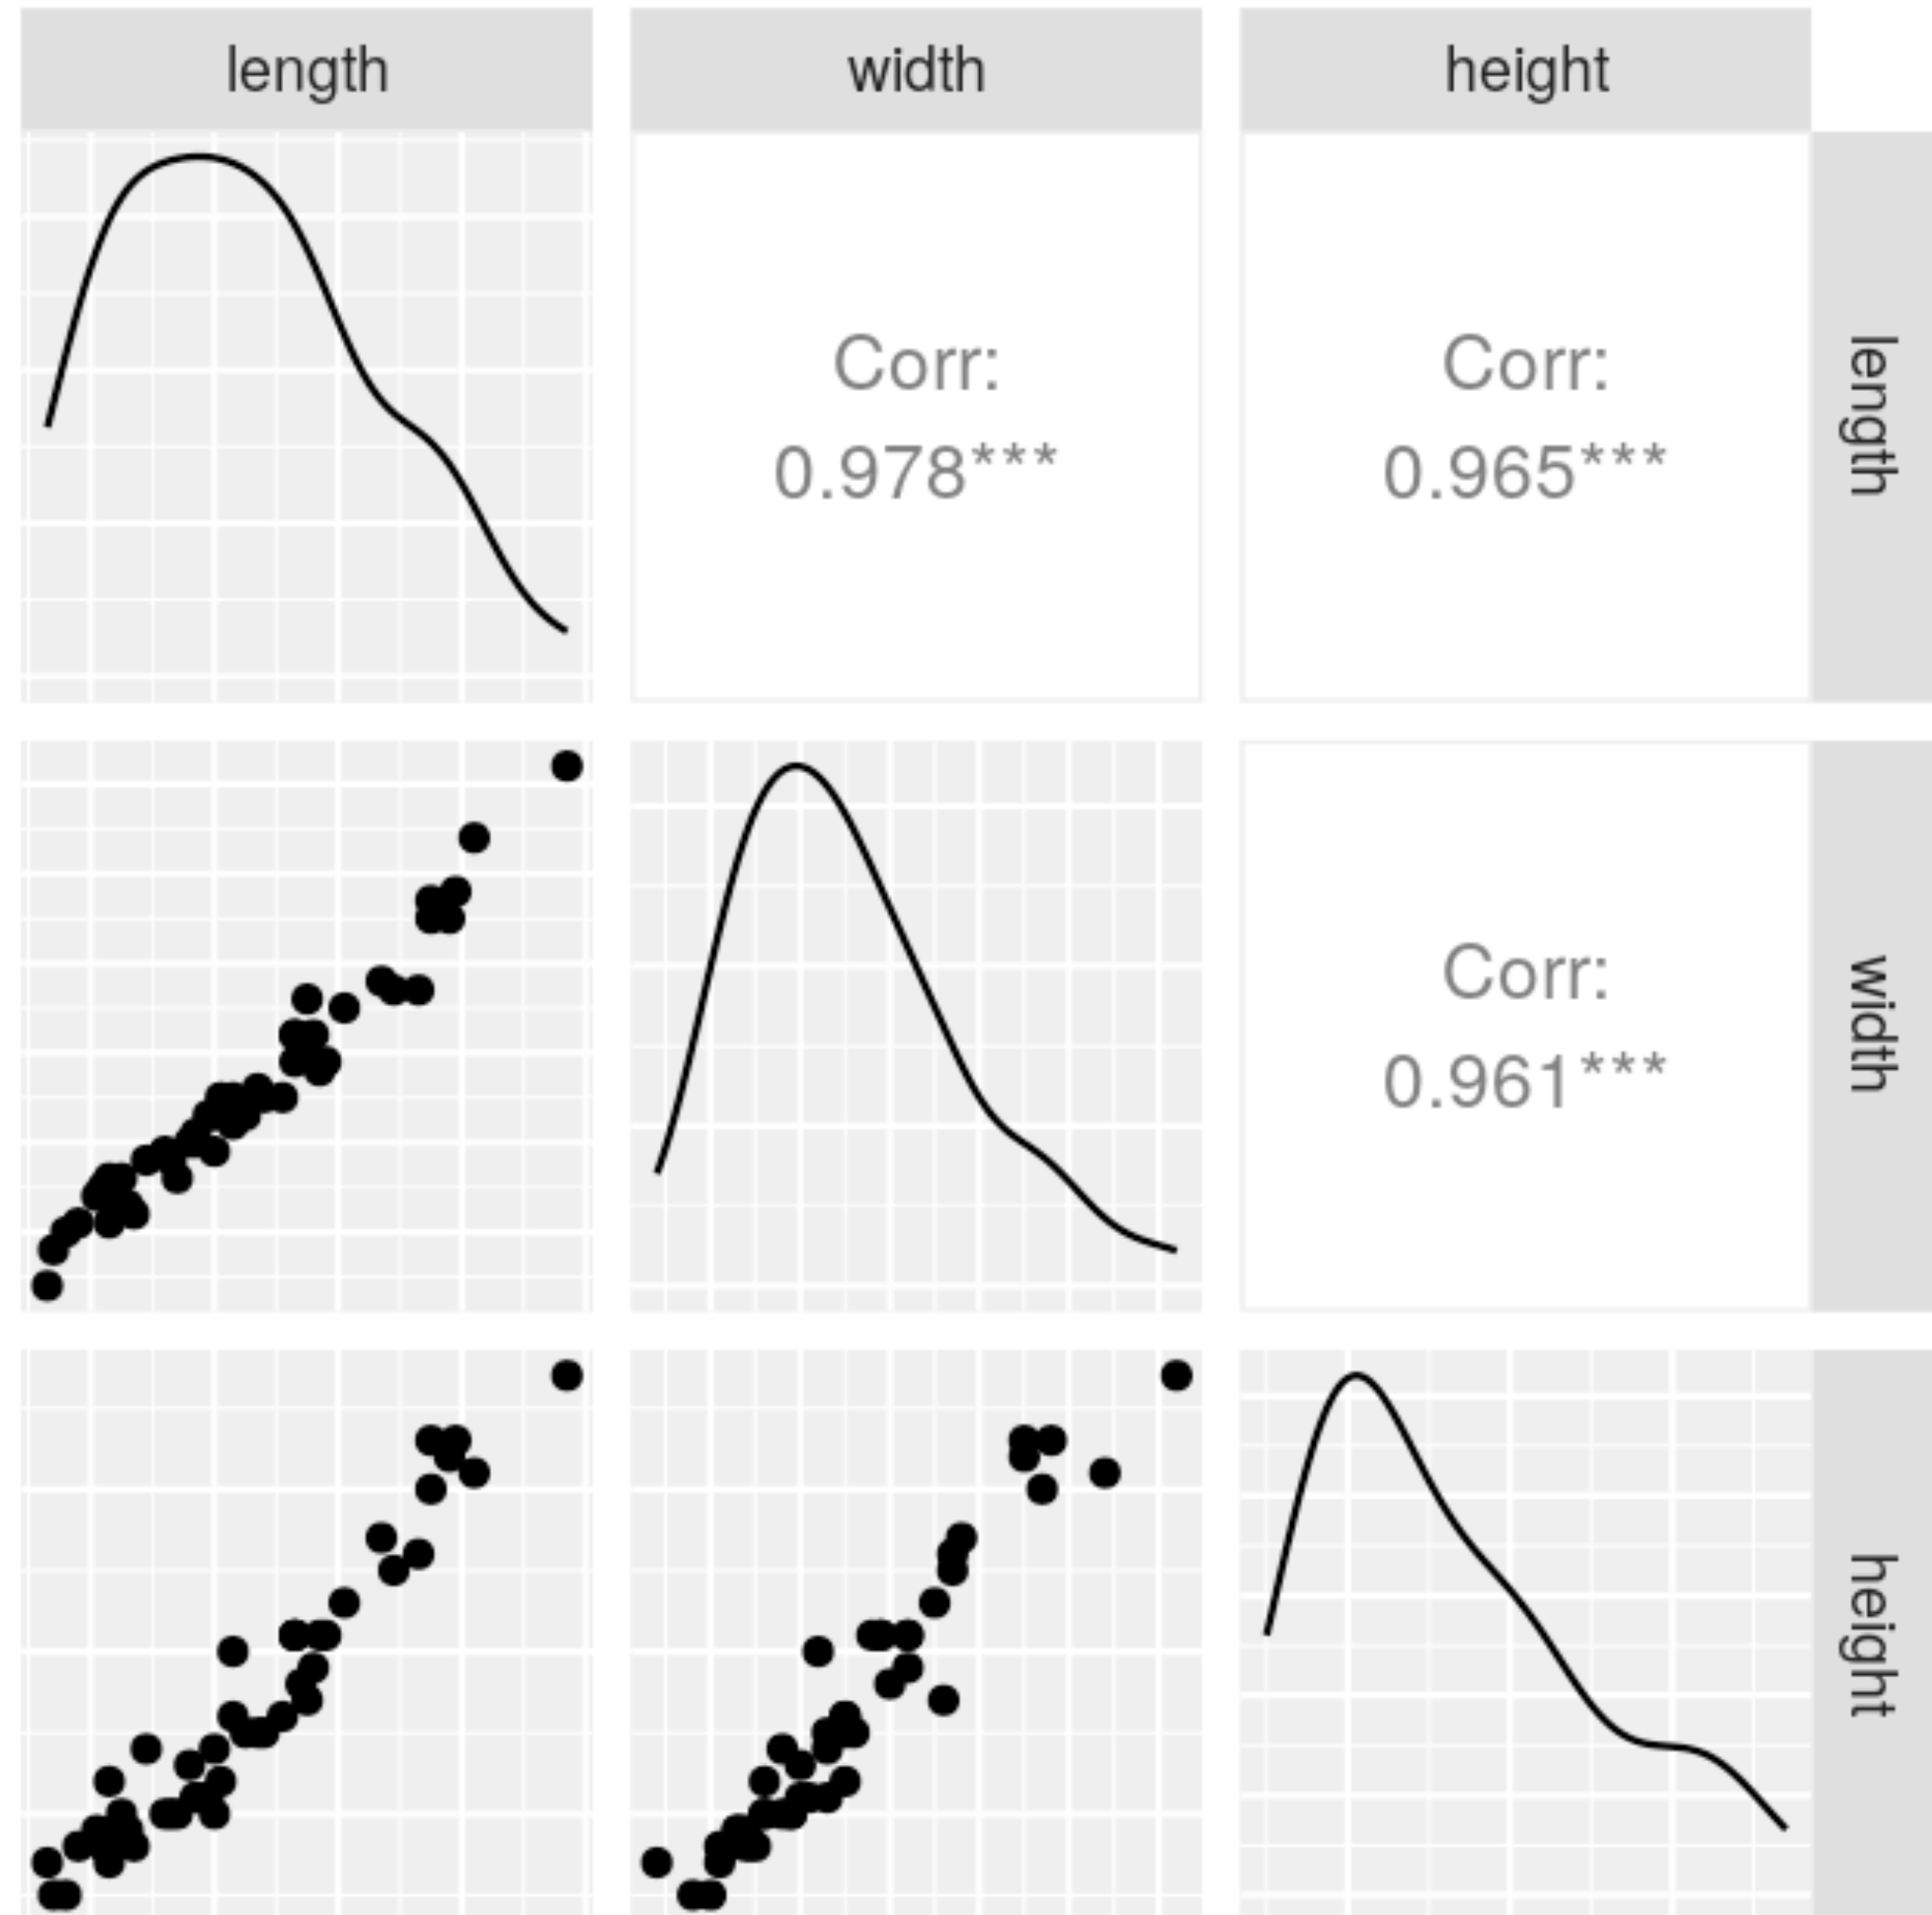 length
width
height
Corr:
0.978***
Corr:
0.965***
length
Corr:
0.961***
width
height